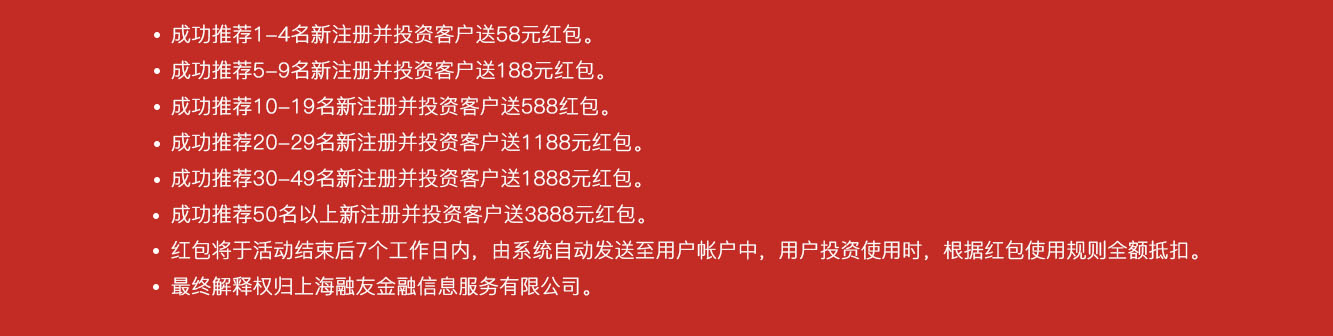 • 成功推荐1-4名新注册并投资客户送58元红包。
• 成功推荐5-9名新注册并投资客户送188元红包。
• 成功推荐10-19名新注册并投资客户送588红包。
• 成功推荐20-29名新注册并投资客户送1188元红包。
• 成功推荐30-49名新注册并投资客户送1888元红包。
• 成功推荐50名以上新注册并投资客户送3888元红包。
• 红包将于活动结束后7个工作日内，由系统自动发送至用户帐户中，用户投资使用时，根据红包使用规则全额抵扣。
• 最终解释权归上海融友金融信息服务有限公司。